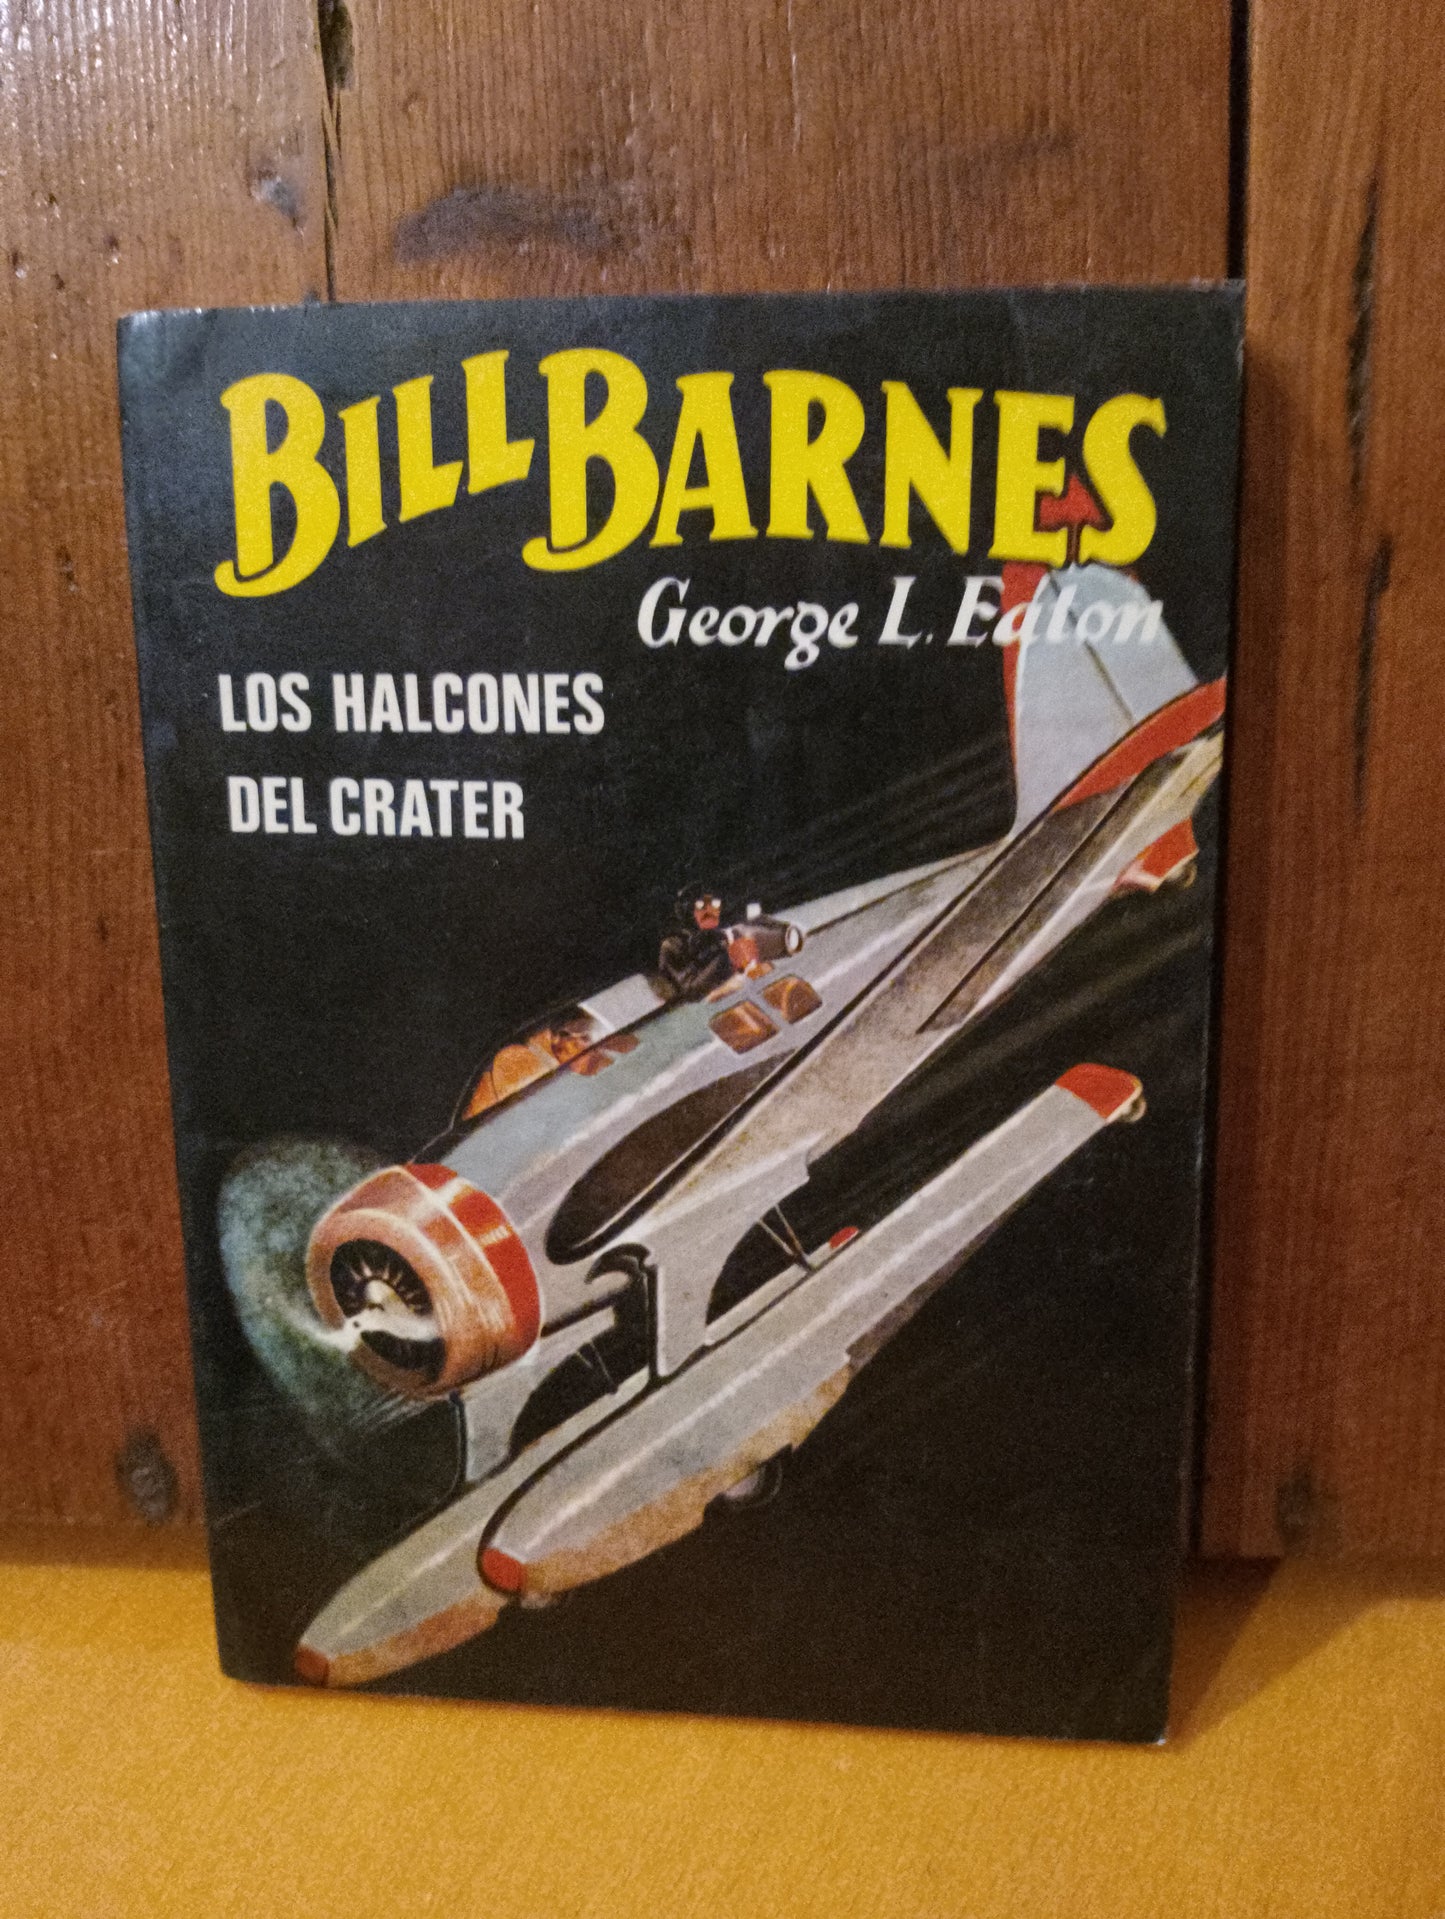 BILL BARNES
George L. Eaton
LOS HALCONES
DEL CRATER